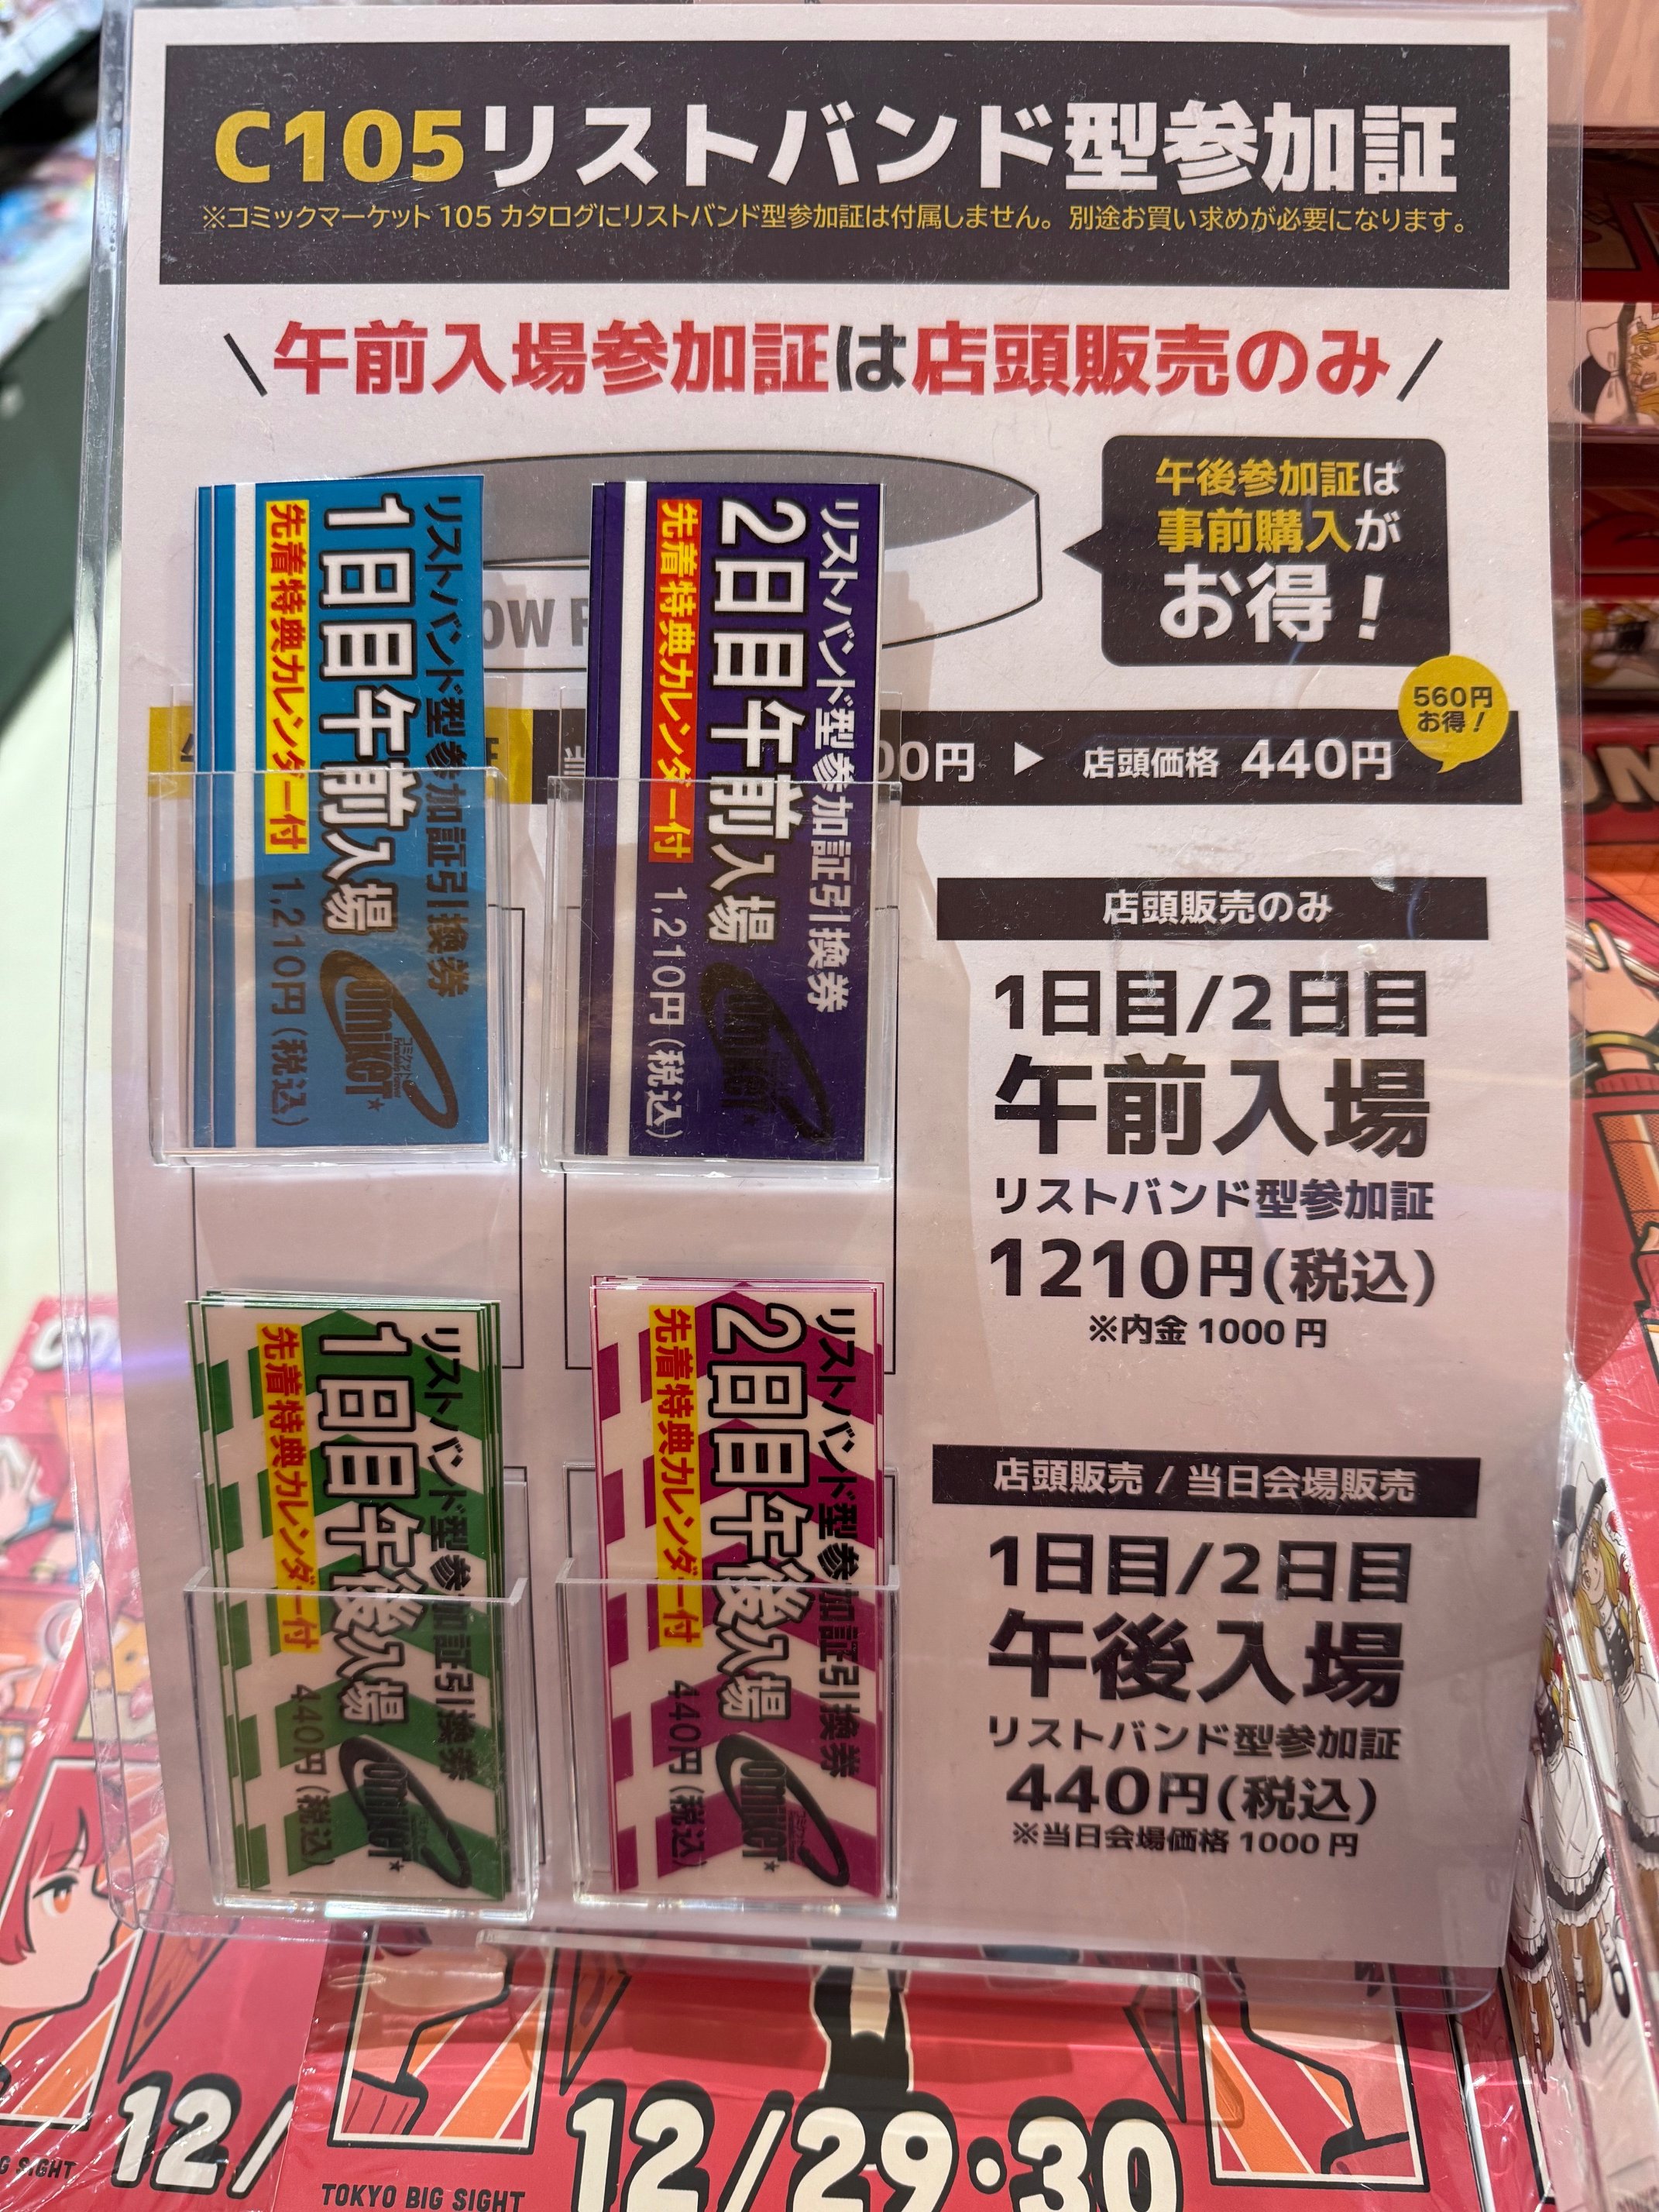 C105リストバンド型参加証
※コミックマーケット105カタログにリストバンド型参加証は付属しません。別途お買い求めが必要になります。
\午前入場参加証は店頭販売のみ/
午後参加証は
事前購入が
お得！
560円
お得！
00円 ▶ 店頭価格 440円
リストバンド型参加証引換券
1日目午前入場
先着特典カレンダー付
1,210円(税込)
リストバンド型参加証引換券
2日目午前入場
先着特典カレンダー付
1,210円(税込)
店頭販売のみ
1日目/2日目
午前入場
リストバンド型参加証
1210円(税込)
※内金1000円
リストバンド型参加証引換券
1日目午後入場
先着特典カレンダー付
440円(税込)
リストバンド型参加証引換券
2日目午後入場
先着特典カレンダー付
440円(税込)
店頭販売 / 当日会場販売
1日目/2日目
午後入場
リストバンド型参加証
440円(税込)
※当日会場価格1000円
12/
TOKYO BIG SIGHT
12/29・30